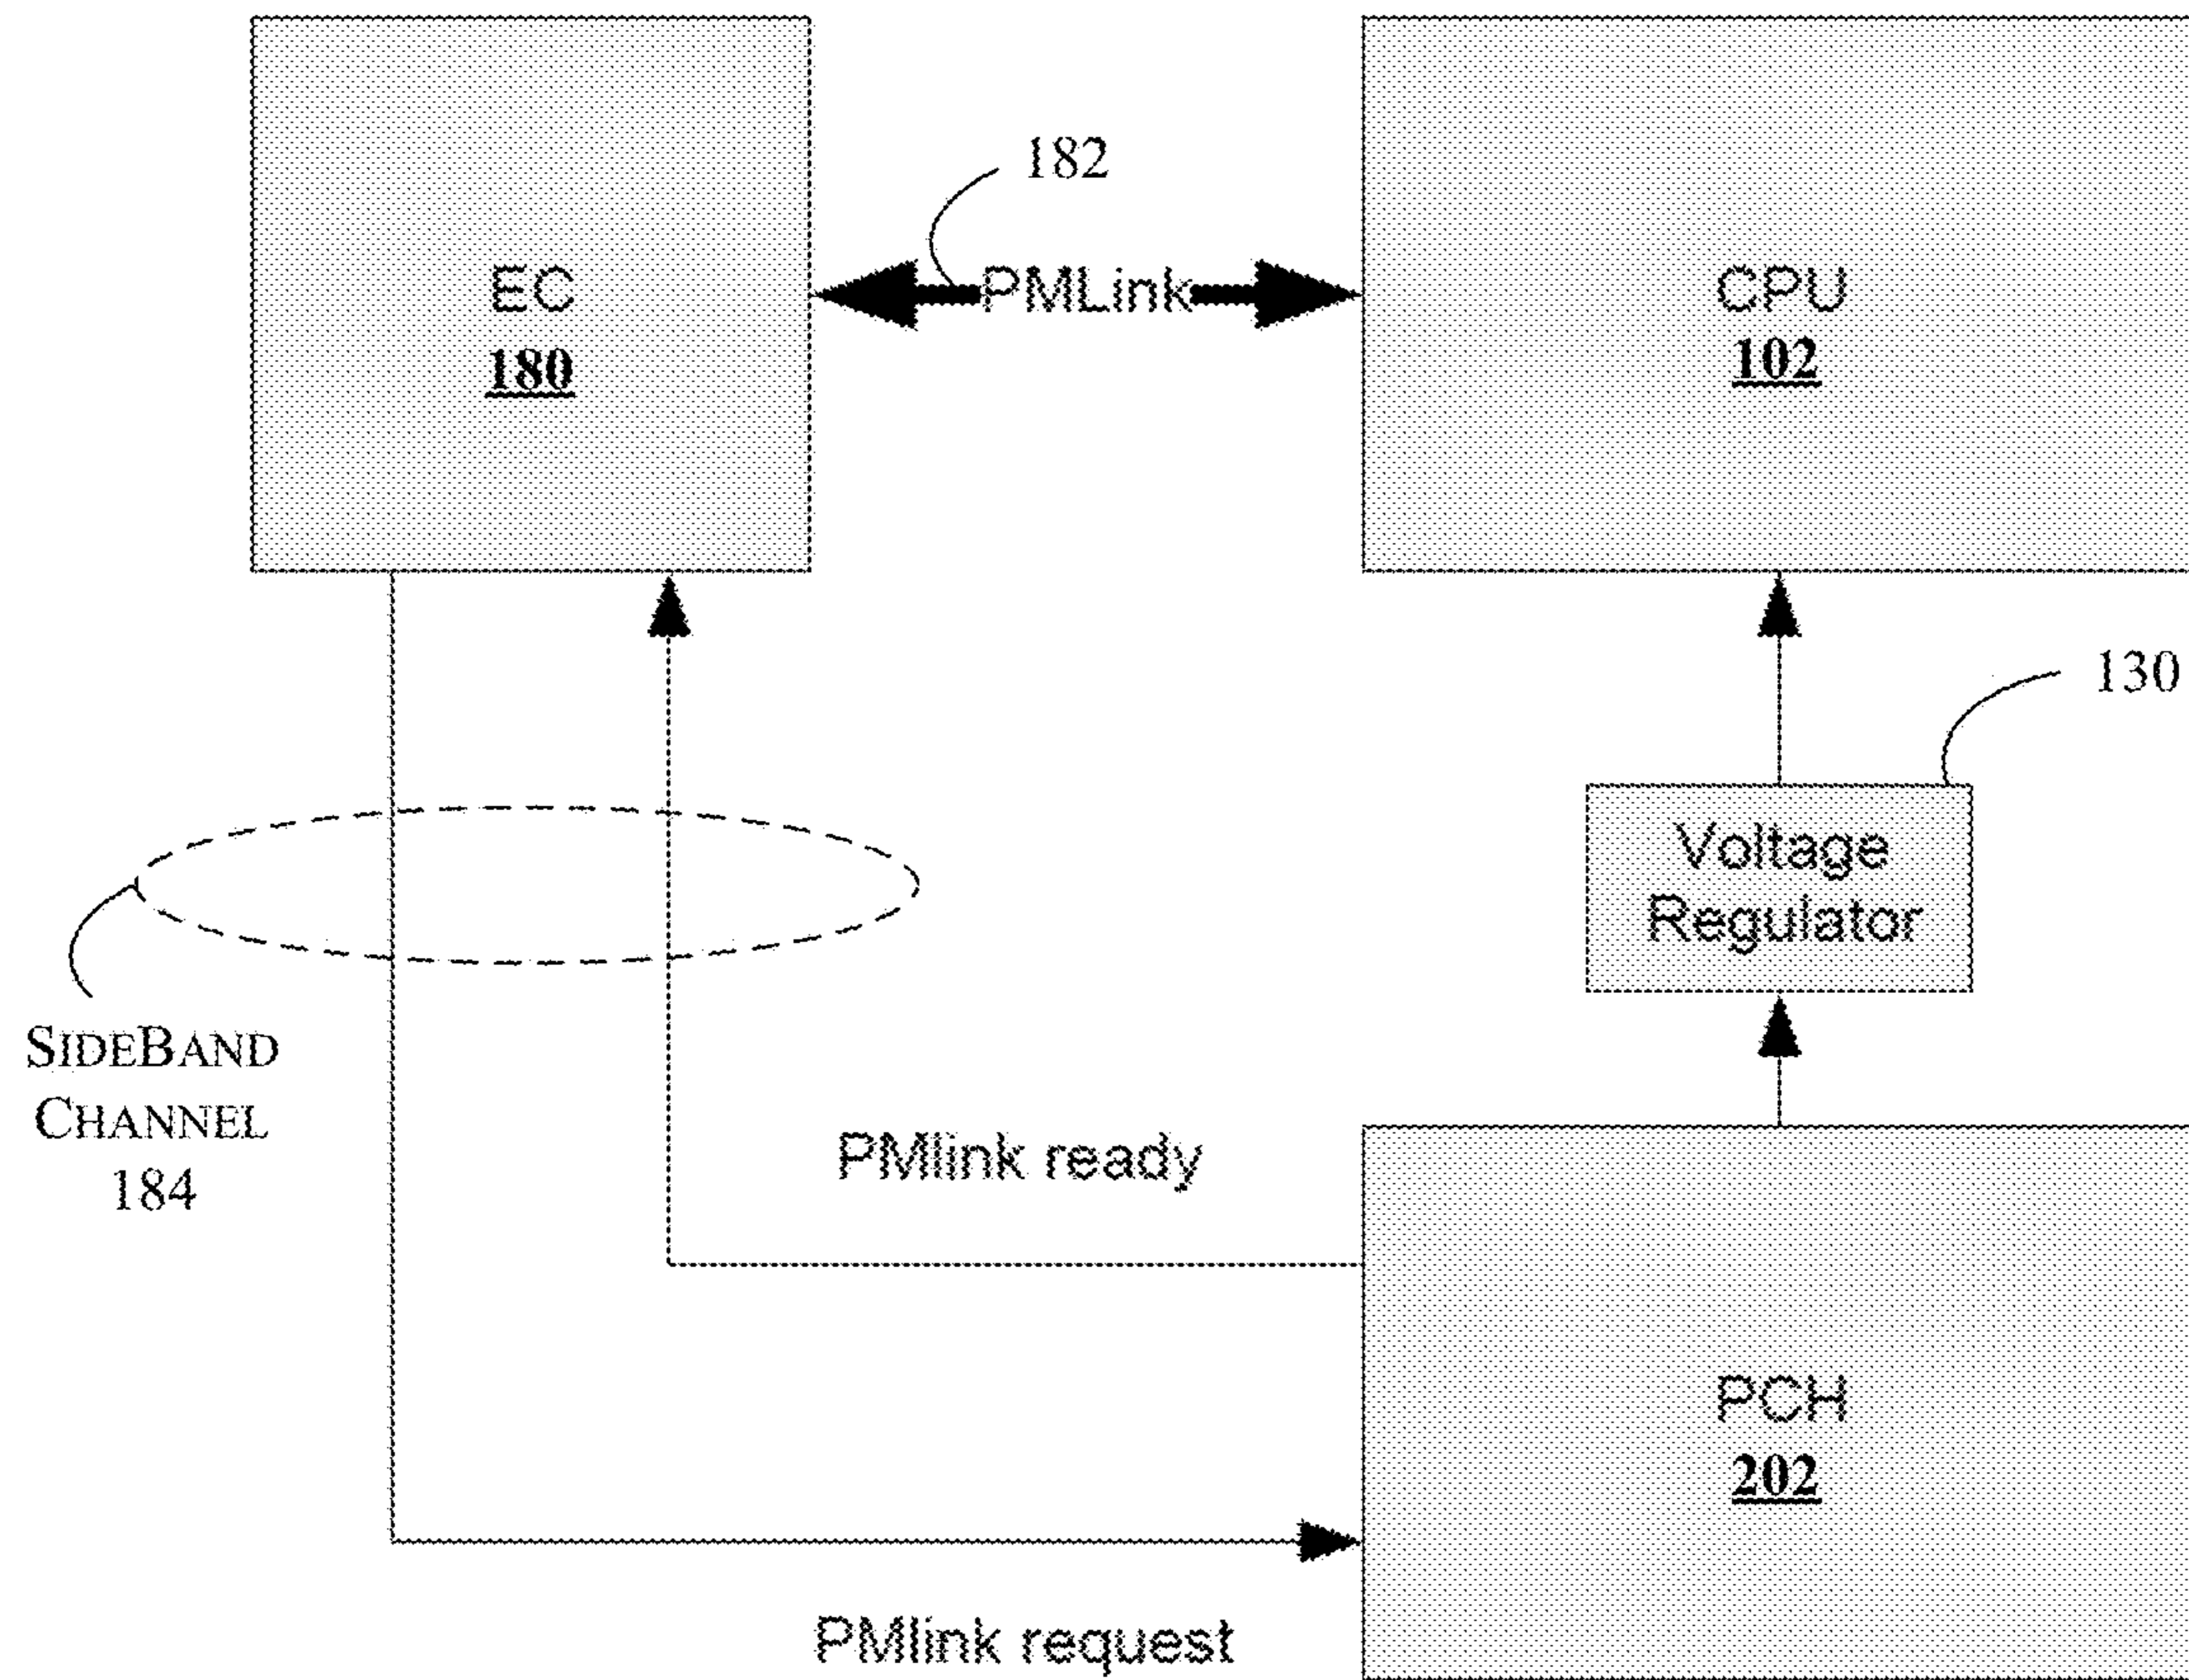 182
EC
180
PMLink
CPU
102
130
Voltage
Regulator
SIDEBAND
CHANNEL
184
PMlink ready
PCH
202
PMlink request